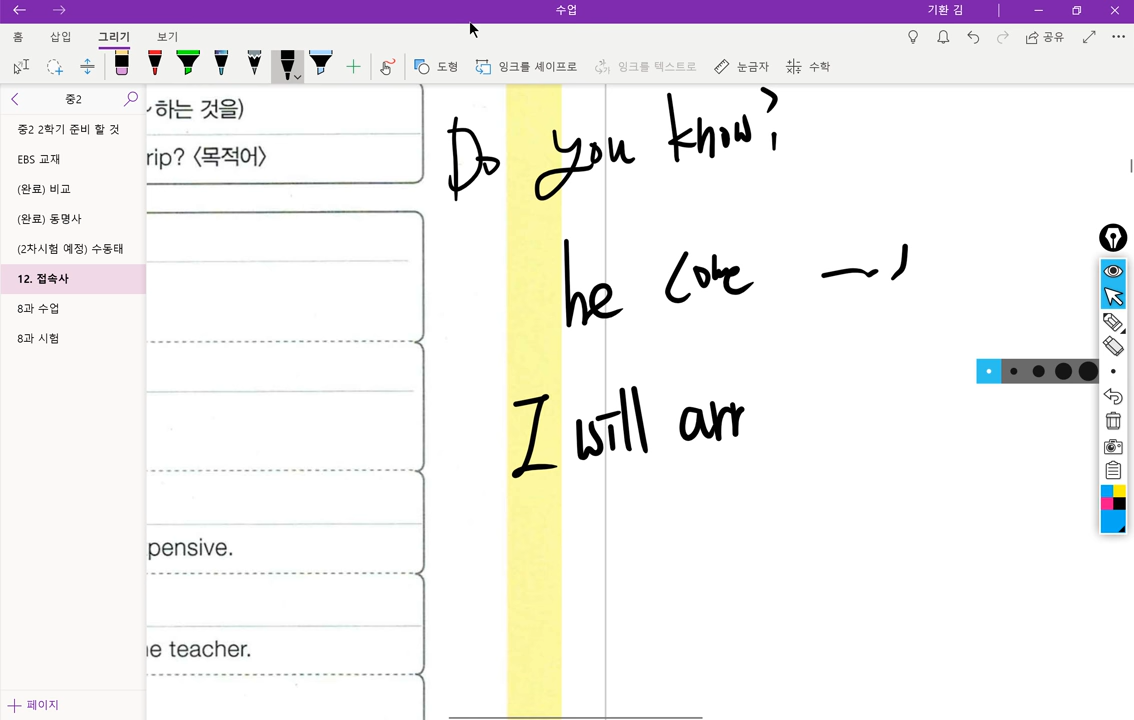 수업
기환 김
홈 삽입 그리기 보기
공유
도형 잉크를 셰이프로 잉크를 텍스트로 눈금자 수학
중2
중2 2학기 준비 할 것
EBS 교재
(완료) 비교
(완료) 동명사
(2차시험 예정) 수동태
12. 접속사
8과 수업
8과 시험
페이지
하는 것을)
rip? <목적어>
pensive.
e teacher.
Do you know?
he come
I will arr